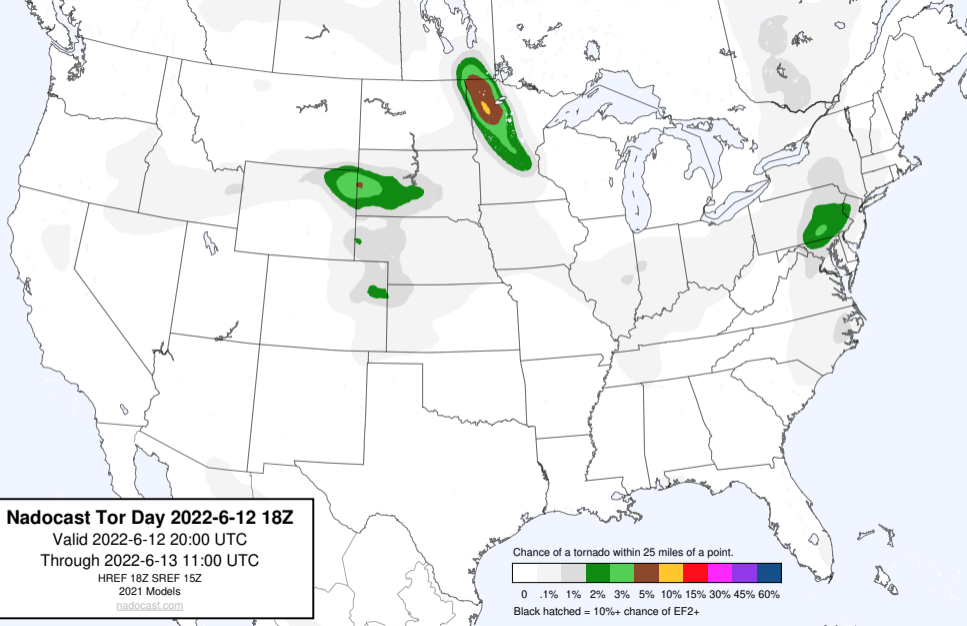 Nadocast Tor Day 2022-6-12 18Z
Valid 2022-6-12 20:00 UTC
Through 2022-6-13 11:00 UTC
HREF 18Z SREF 15Z
2021 Models
nadocast.com
Chance of a tornado within 25 miles of a point.
0 .1% 1% 2% 3% 5% 10% 15% 30% 45% 60%
Black hatched = 10%+ chance of EF2+